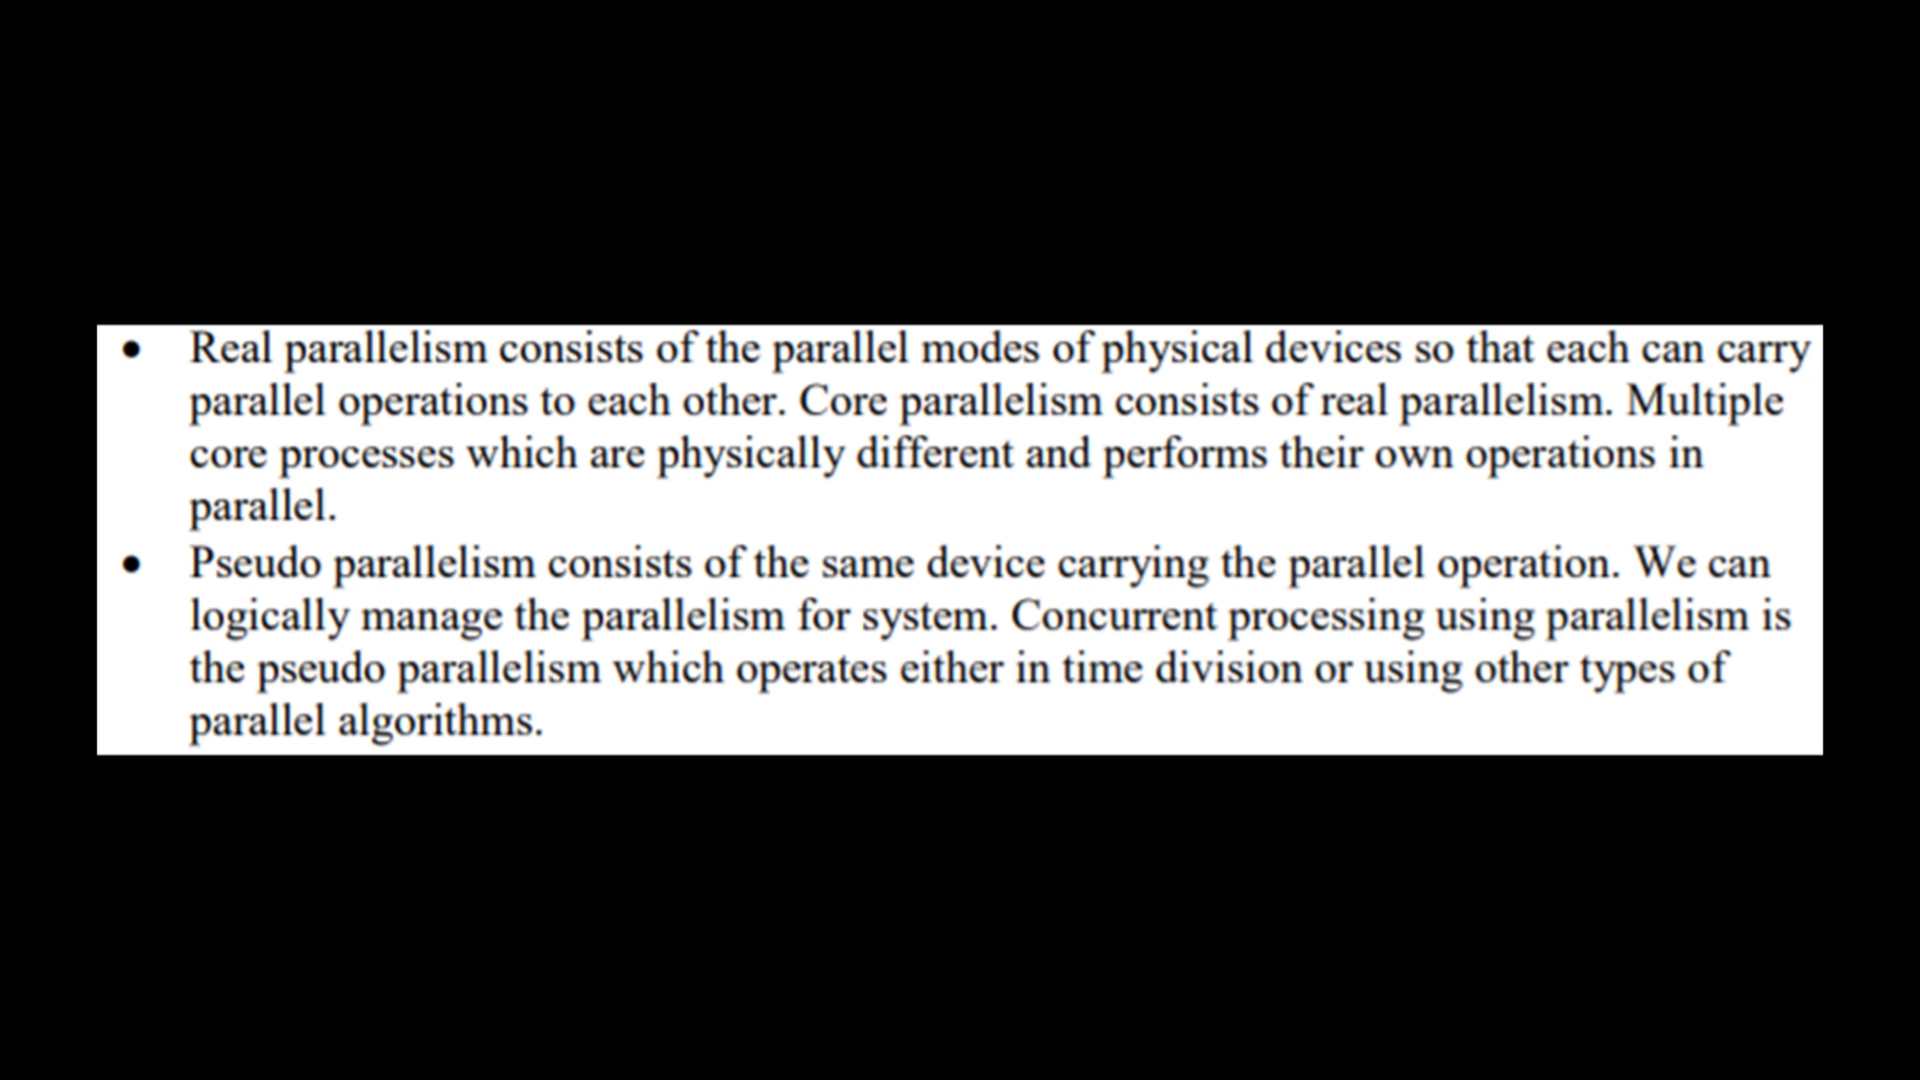 • Real parallelism consists of the parallel modes of physical devices so that each can carry
parallel operations to each other. Core parallelism consists of real parallelism. Multiple
core processes which are physically different and performs their own operations in
parallel.
• Pseudo parallelism consists of the same device carrying the parallel operation. We can
logically manage the parallelism for system. Concurrent processing using parallelism is
the pseudo parallelism which operates either in time division or using other types of
parallel algorithms.